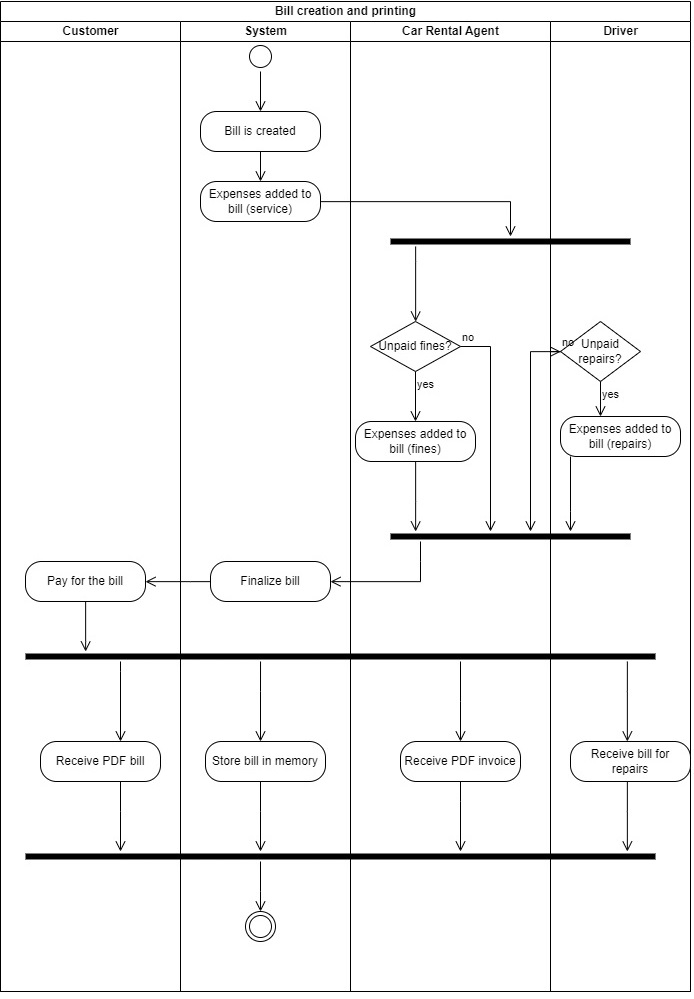 Bill creation and printing
Customer
System
Car Rental Agent
Driver
Bill is created
Expenses added to
bill (service)
Unpaid fines?
no
no
Unpaid
repairs?
yes
yes
Expenses added to
bill (fines)
Expenses added to
bill (repairs)
Pay for the bill
Finalize bill
Receive PDF bill
Store bill in memory
Receive PDF invoice
Receive bill for
repairs